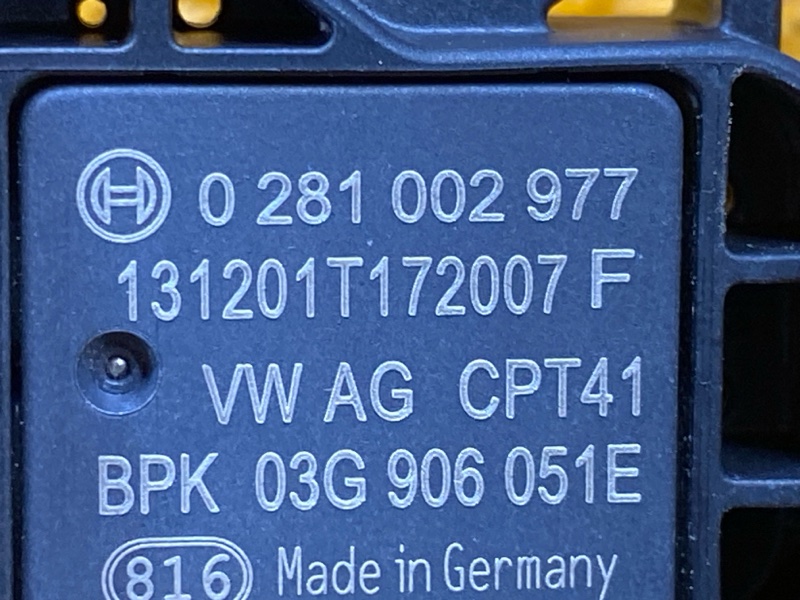 0 281 002 977
131201T172007 F
VW AG CPT41
BPK 03G 906 051E
816 Made in Germany